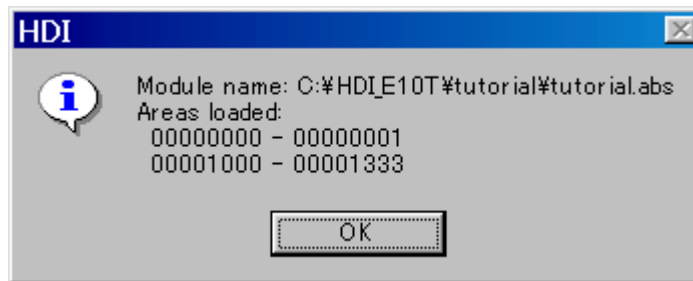 HDI
Module name: C:¥HDI_E10T¥tutorial¥tutorial.abs
Areas loaded:
00000000 - 00000001
00001000 - 00001333
OK